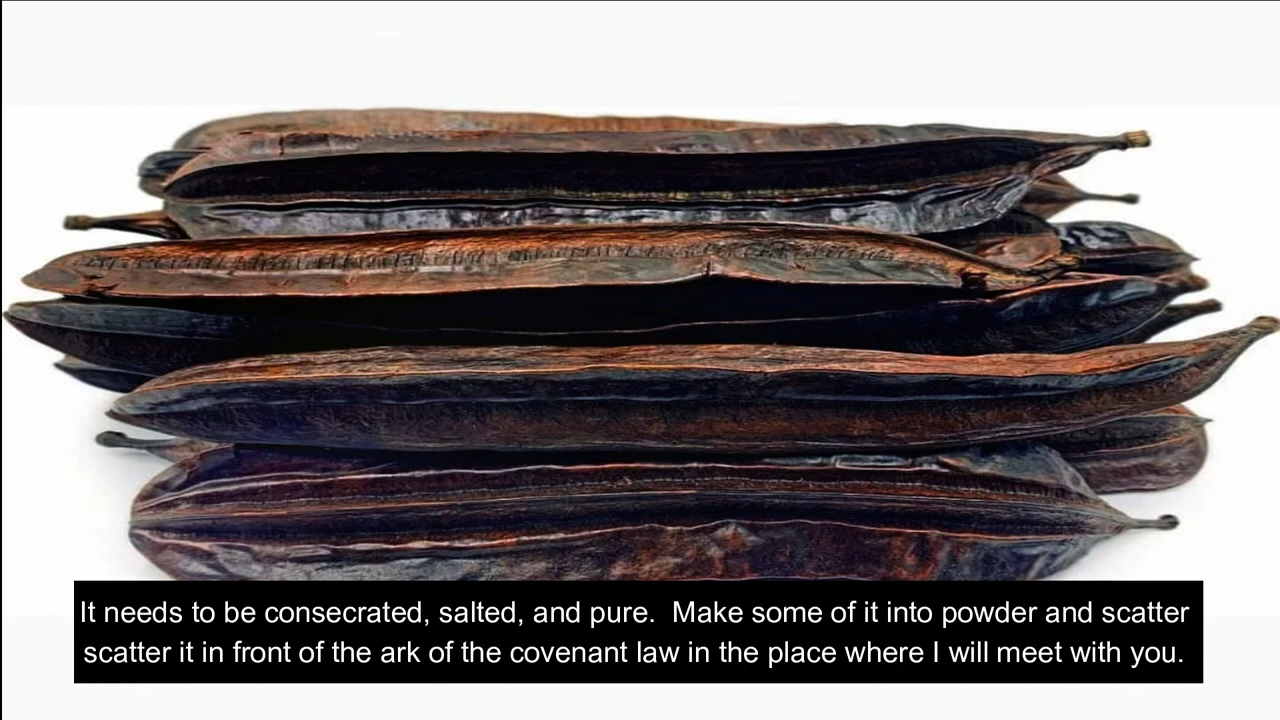 It needs to be consecrated, salted, and pure.  Make some of it into powder and scatter
scatter it in front of the ark of the covenant law in the place where I will meet with you.